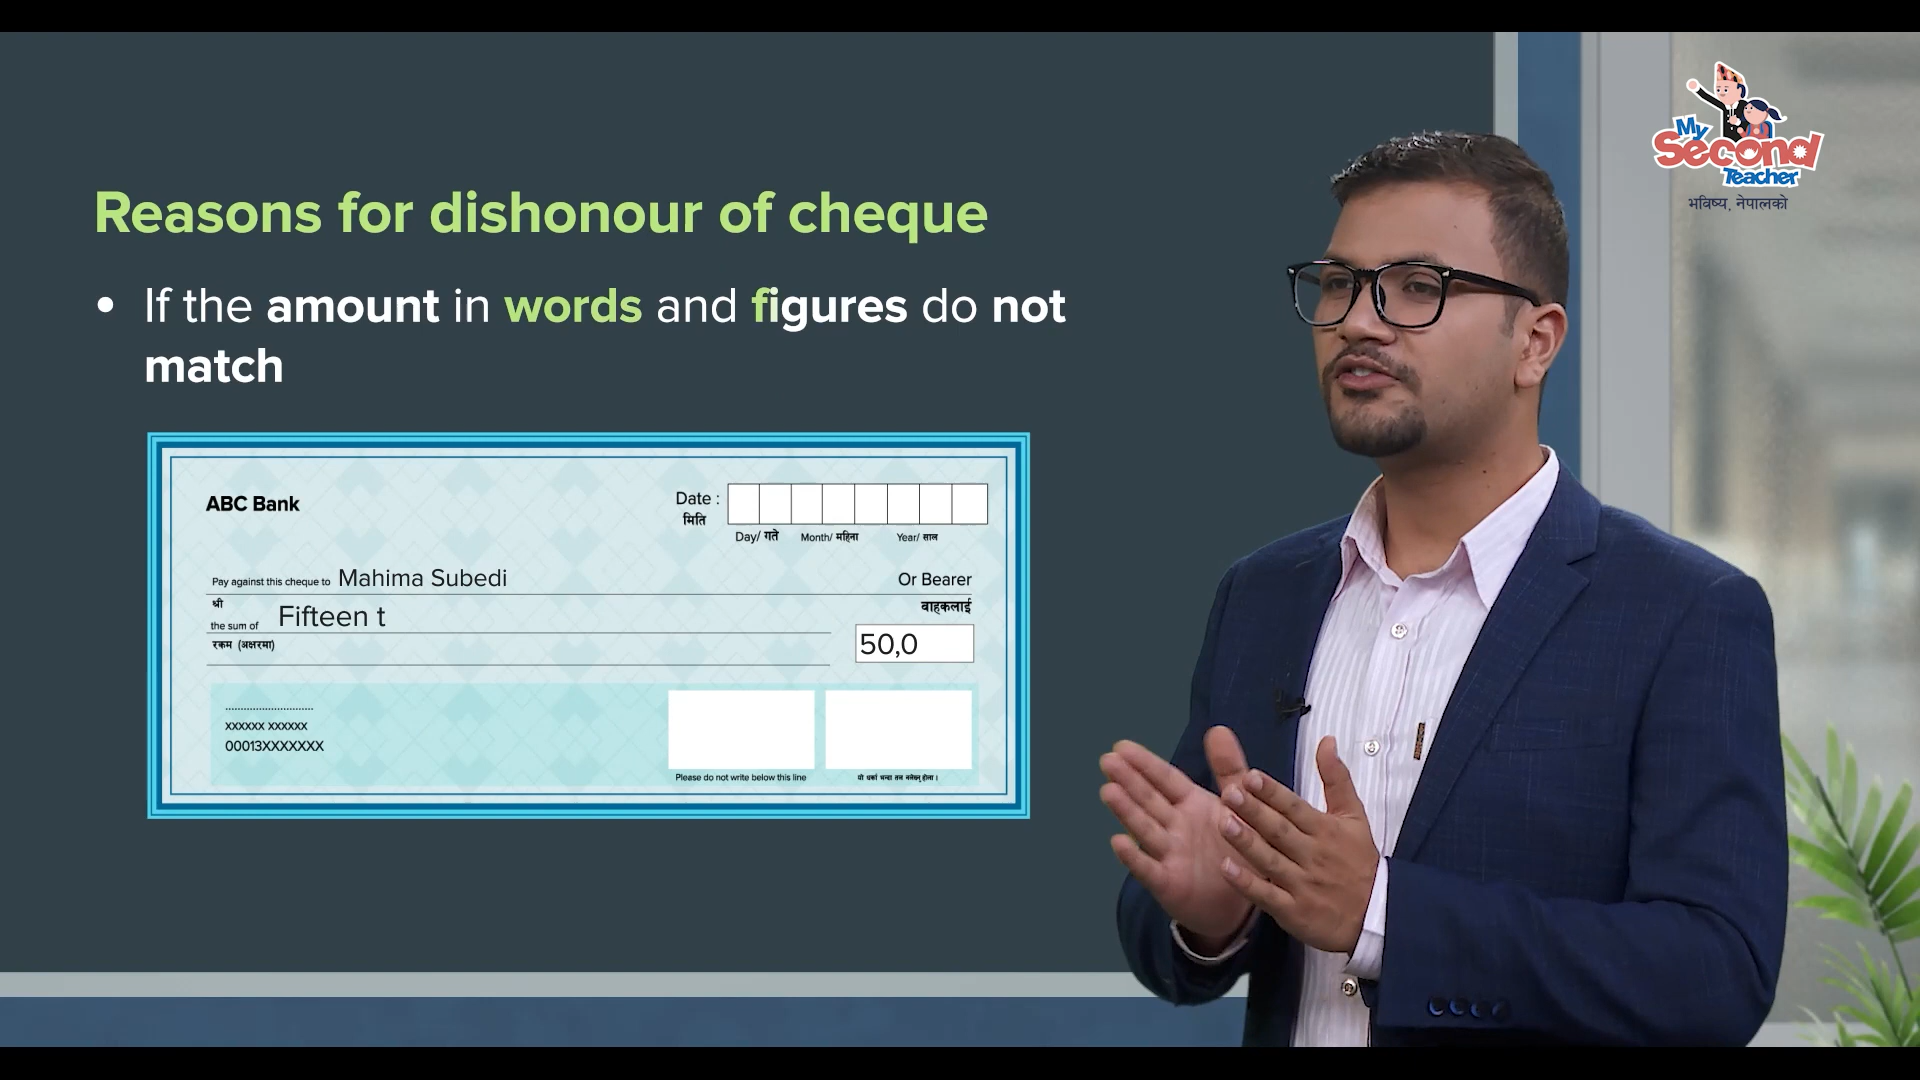 My
Second
Teacher
भविष्य, नेपालको
Reasons for dishonour of cheque
• If the amount in words and figures do not
match
ABC Bank
Date :
मिति
Day/ गते Month/ महिना Year/ साल
Pay against this cheque to Mahima Subedi Or Bearer
श्री बाहकलाई
the sum of Fifteen t
रकम (अक्षरमा) 50,0
xxxxxx xxxxxx
00013XXXXXXX
Please do not write below this line